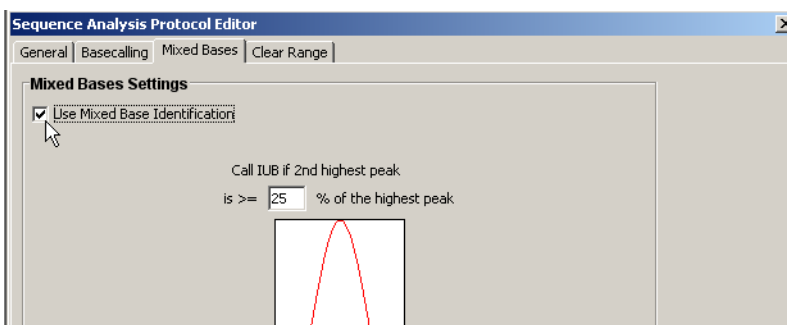 Sequence Analysis Protocol Editor
General Basecalling Mixed Bases Clear Range
Mixed Bases Settings
Use Mixed Base Identification
Call IUB if 2nd highest peak
is >= 25 % of the highest peak